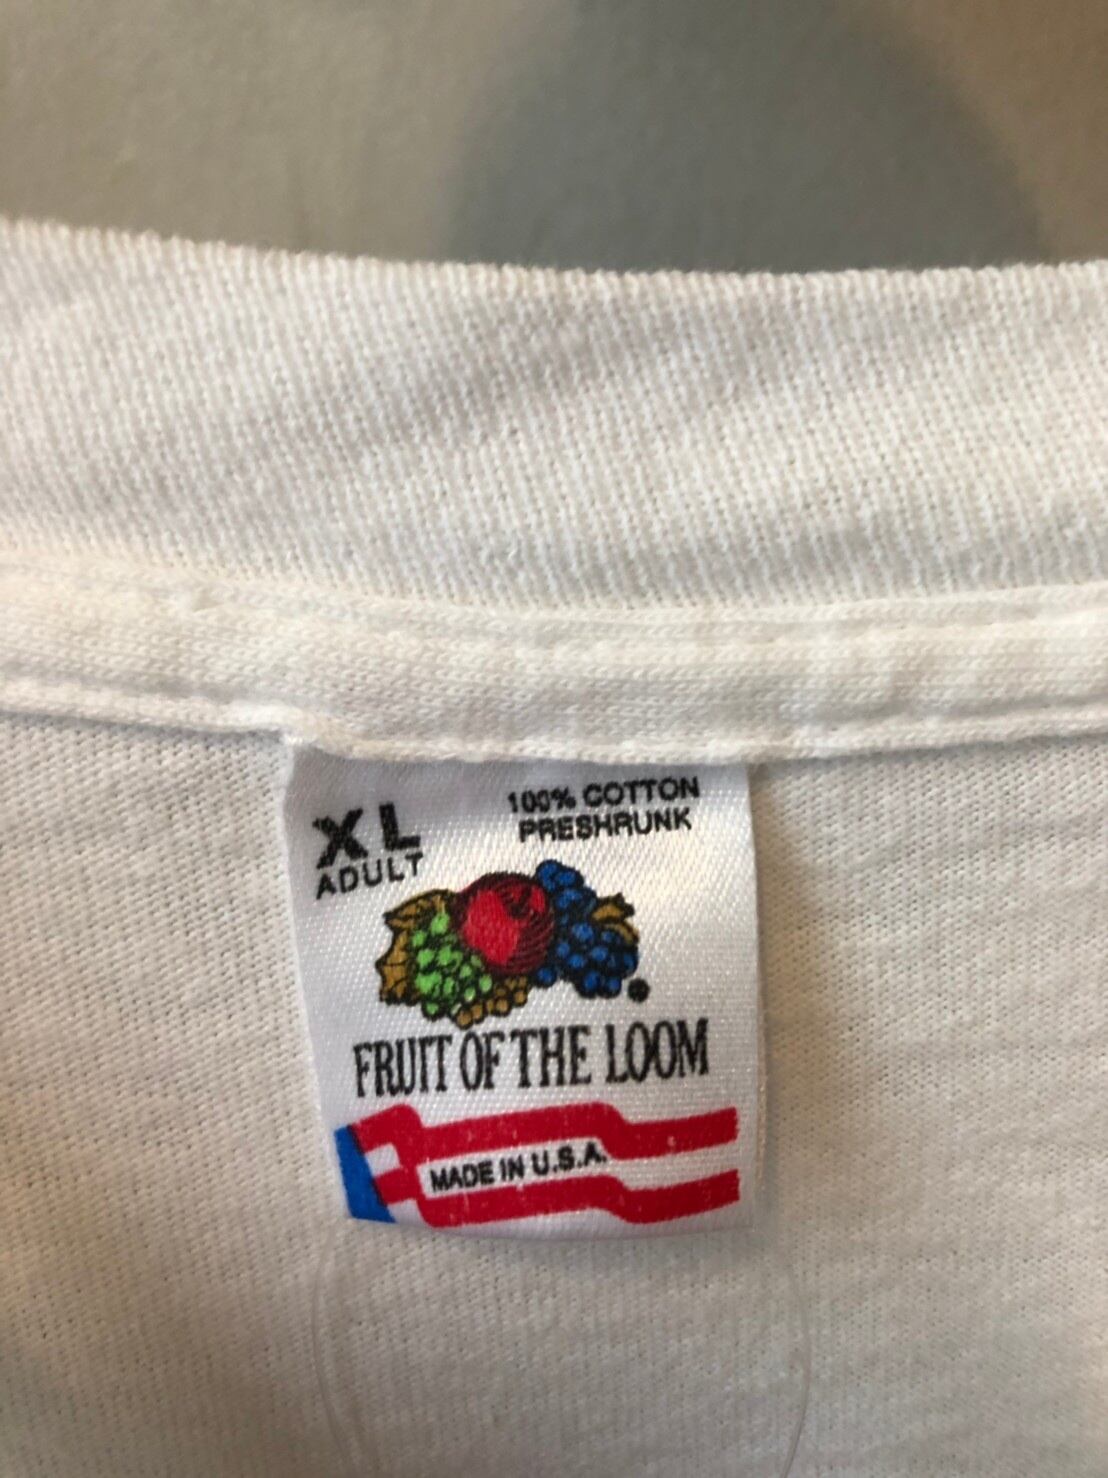 XL
ADULT
100% COTTON
PRESHRUNK
®
FRUIT OF THE LOOM
MADE IN U.S.A.